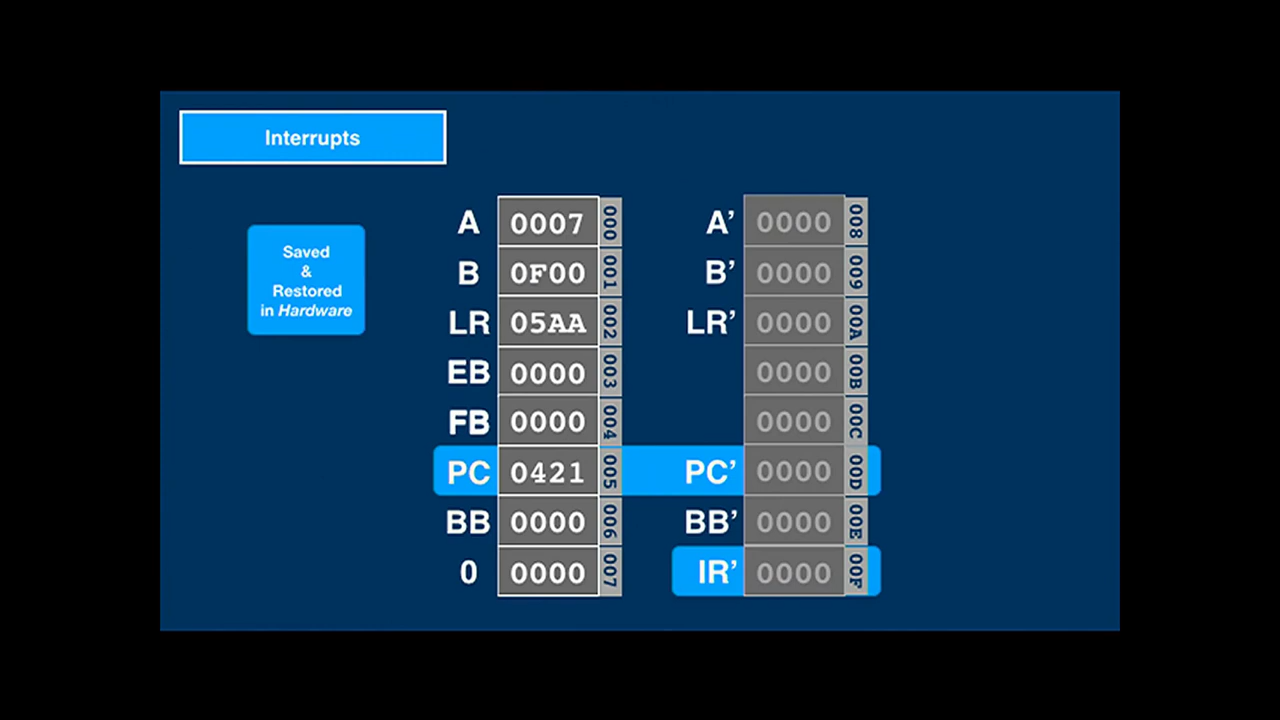 Interrupts
Saved
&
Restored
in Hardware
A 0007 000 A’ 0000 008
B 0F00 001 B’ 0000 009
LR 05AA 002 LR’ 0000 00A
EB 0000 003 0000 00B
FB 0000 004 0000 00C
PC 0421 005 PC’ 0000 00D
BB 0000 006 BB’ 0000 00E
0 0000 007 IR’ 0000 00F